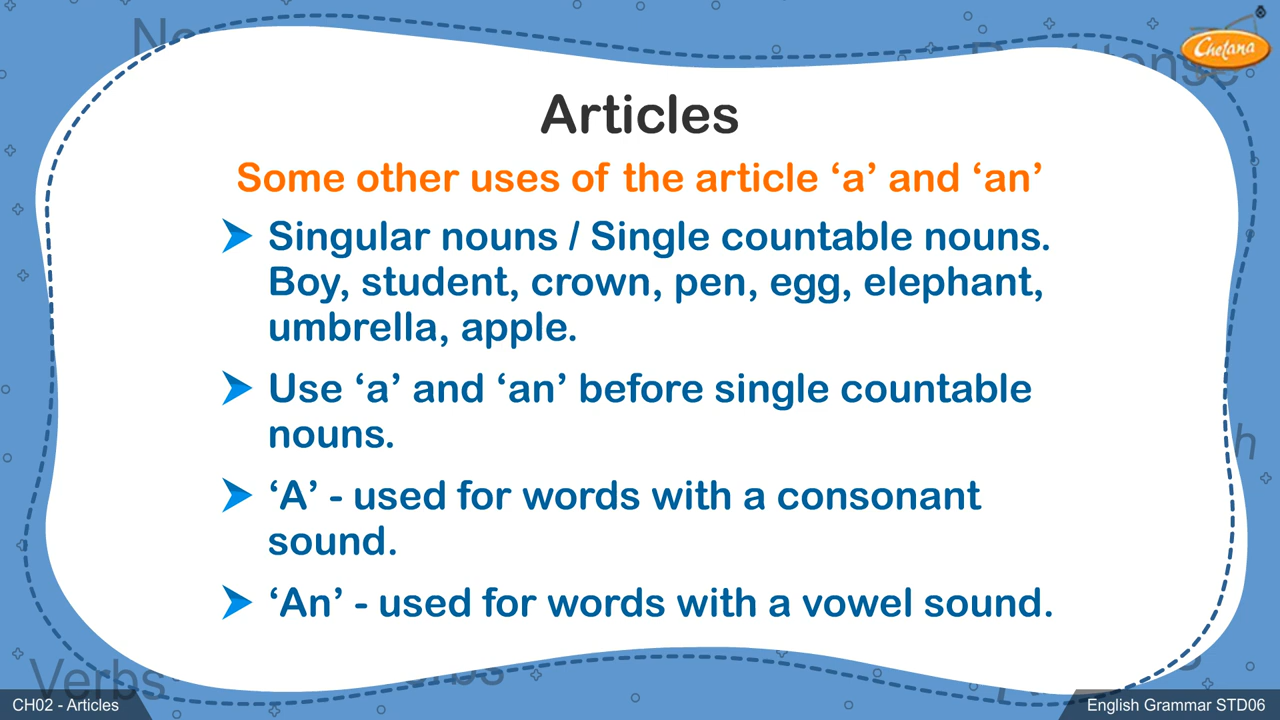 Chetana
Articles
Some other uses of the article ‘a’ and ‘an’
Singular nouns / Single countable nouns.
Boy, student, crown, pen, egg, elephant,
umbrella, apple.
Use ‘a’ and ‘an’ before single countable
nouns.
‘A’ - used for words with a consonant
sound.
‘An’ - used for words with a vowel sound.
Verbs
CH02 - Articles
English Grammar STD06